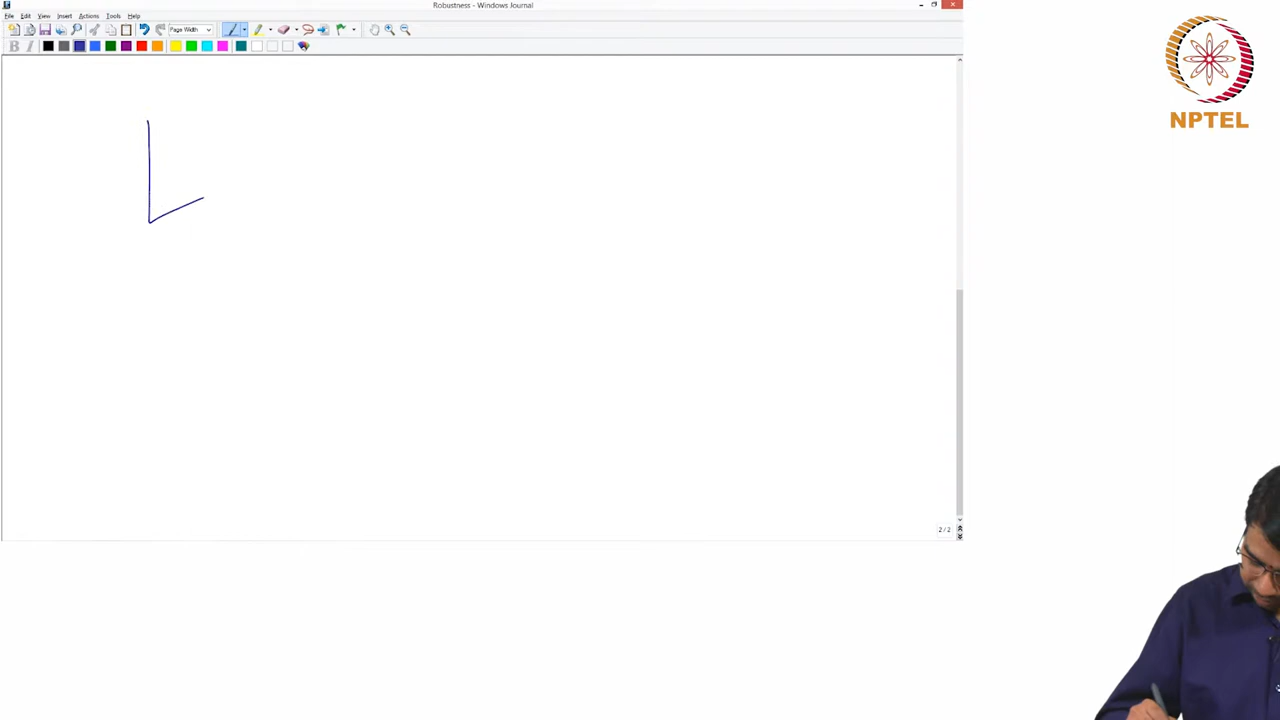 Robustness - Windows Journal
File Edit View Insert Actions Tools Help
Page Width
B I
2/2
NPTEL